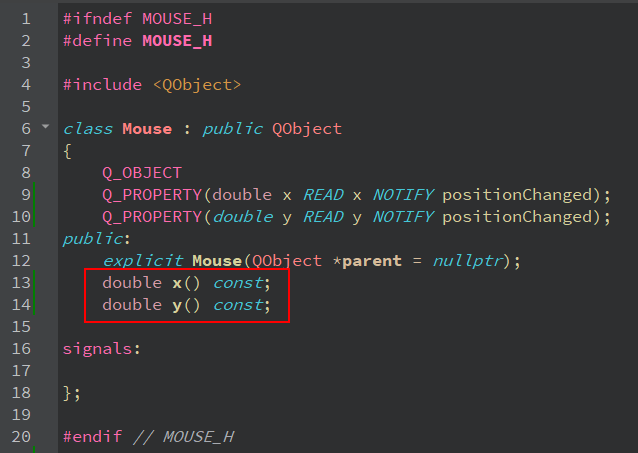 1 #ifndef MOUSE_H
2 #define MOUSE_H
3
4 #include <QObject>
5
6 class Mouse : public QObject
7 {
8     Q_OBJECT
9     Q_PROPERTY(double x READ x NOTIFY positionChanged);
10     Q_PROPERTY(double y READ y NOTIFY positionChanged);
11 public:
12     explicit Mouse(QObject *parent = nullptr);
13     double x() const;
14     double y() const;
15
16 signals:
17
18 };
19
20 #endif // MOUSE_H